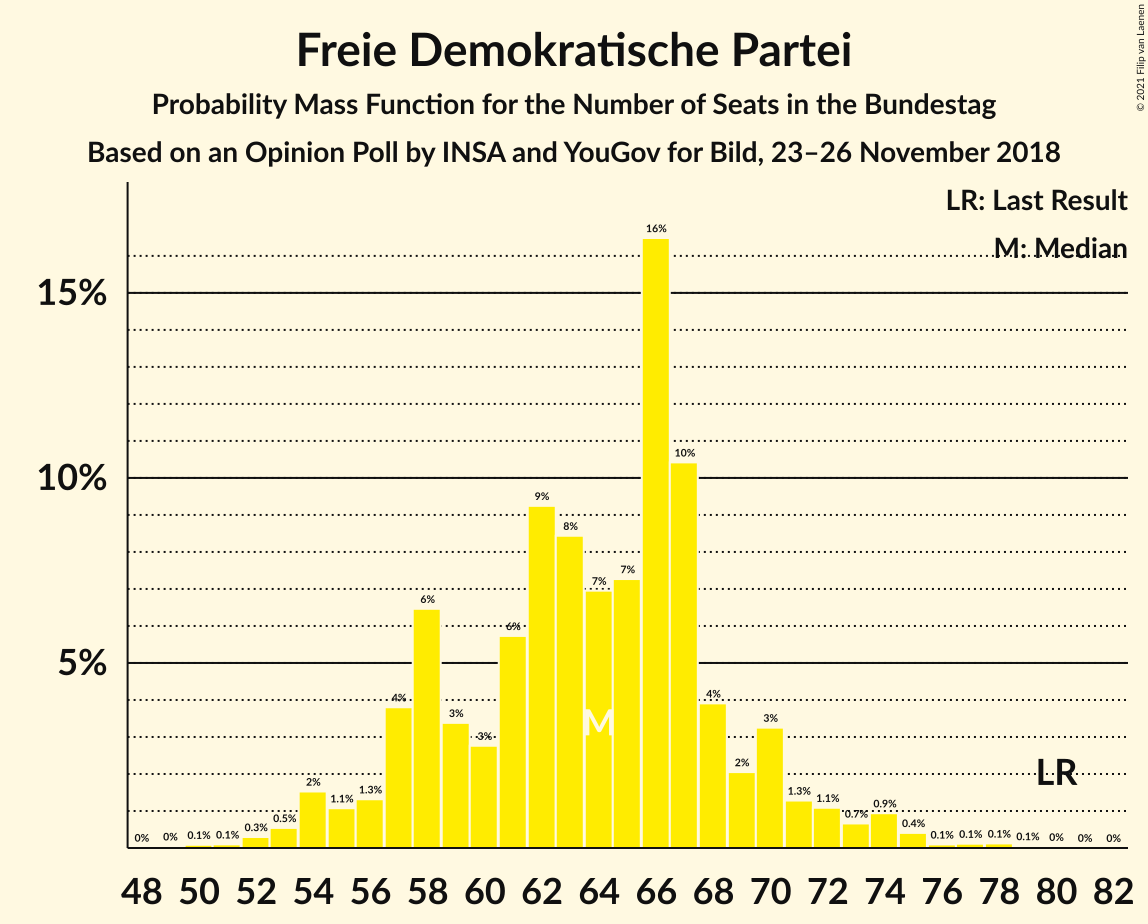 Freie Demokratische Partei
Probability Mass Function for the Number of Seats in the Bundestag
Based on an Opinion Poll by INSA and YouGov for Bild, 23–26 November 2018
© 2021 Filip van Laenen
LR: Last Result
M: Median
15%
10%
5%
0% 0% 0.1% 0.1% 0.3% 0.5% 2% 1.1% 1.3% 4% 6% 3% 3% 6% 9% 8% 7% 7% 16% 10% 4% 2% 3% 1.3% 1.1% 0.7% 0.9% 0.4% 0.1% 0.1% 0.1% 0.1% 0% 0% 0%
M
LR
48 50 52 54 56 58 60 62 64 66 68 70 72 74 76 78 80 82